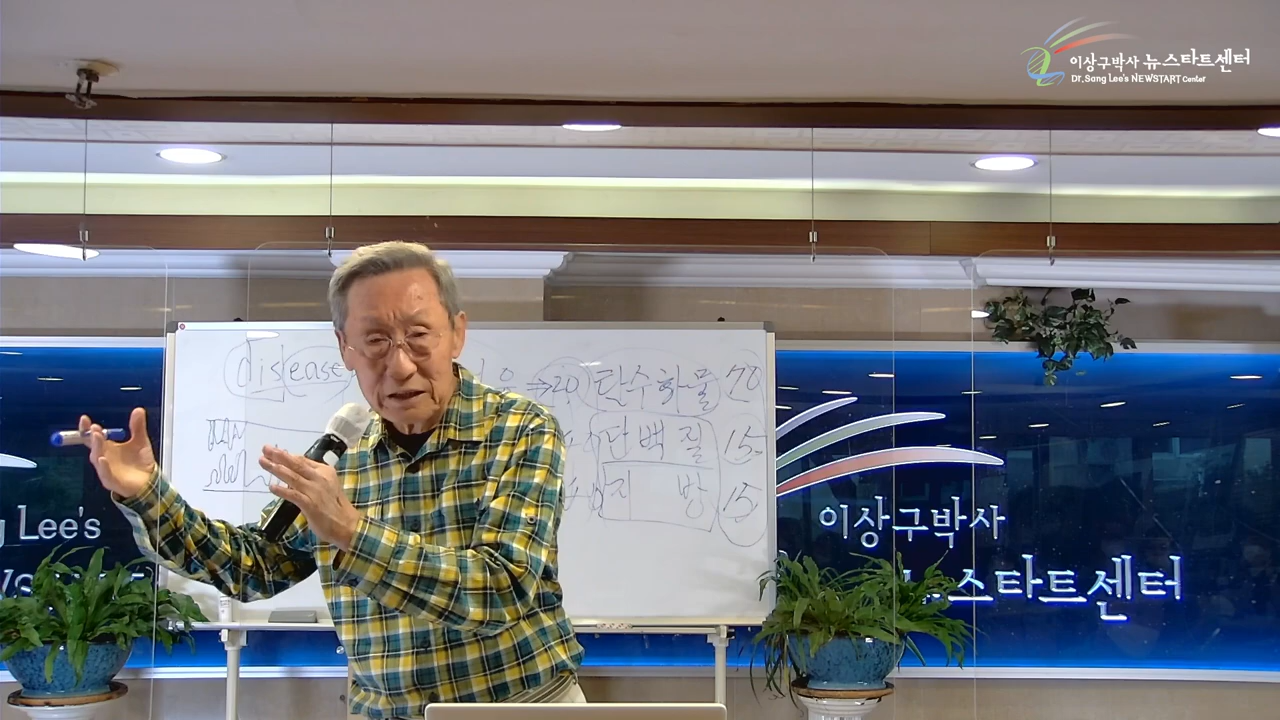 이상구박사 뉴스타트센터
Dr. Sang Lee's NEWSTART Center
disease
20 탄수화물 70
단백질 15
지방 15
g Lee's
이상구박사
스타트센터